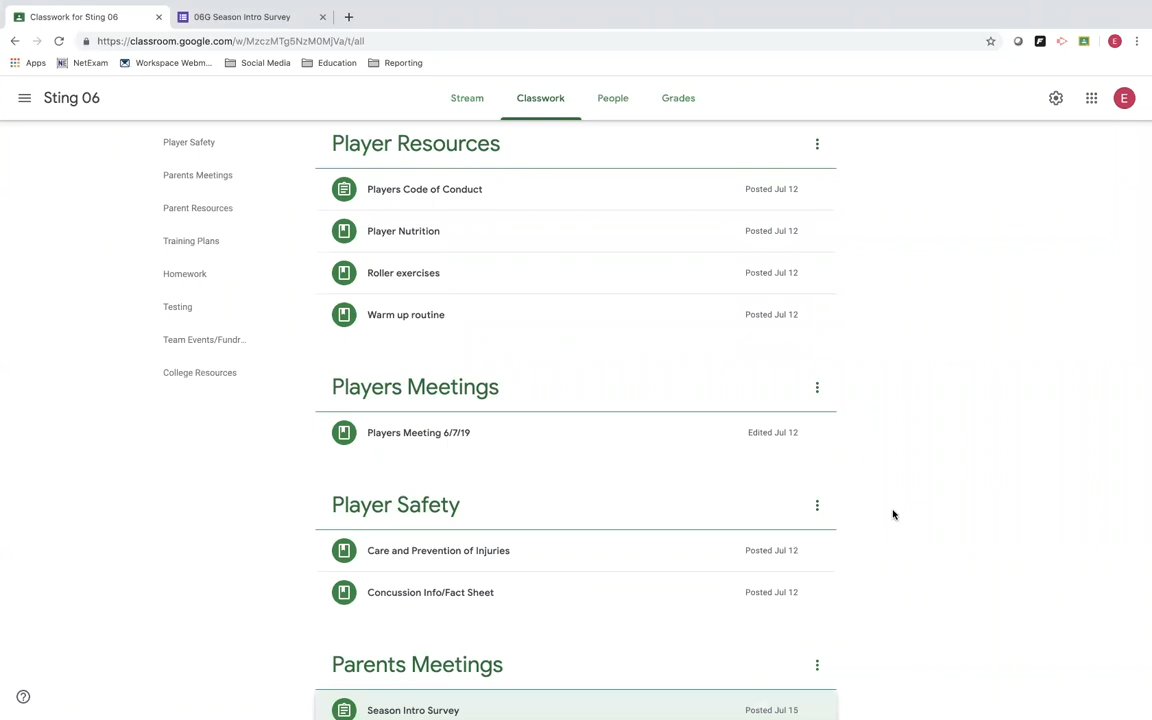 Classwork for Sting 06
06G Season Intro Survey
https://classroom.google.com/w/MzczMTg5NzM0MjVa/t/all
E
Apps
NetExam
Workspace Webm...
Social Media
Education
Reporting
Sting 06
Stream
Classwork
People
Grades
E
Player Safety
Parents Meetings
Parent Resources
Training Plans
Homework
Testing
Team Events/Fundr...
College Resources
Player Resources
Players Code of Conduct
Posted Jul 12
Player Nutrition
Posted Jul 12
Roller exercises
Posted Jul 12
Warm up routine
Posted Jul 12
Players Meetings
Players Meeting 6/7/19
Edited Jul 12
Player Safety
Care and Prevention of Injuries
Posted Jul 12
Concussion Info/Fact Sheet
Posted Jul 12
Parents Meetings
Season Intro Survey
Posted Jul 15